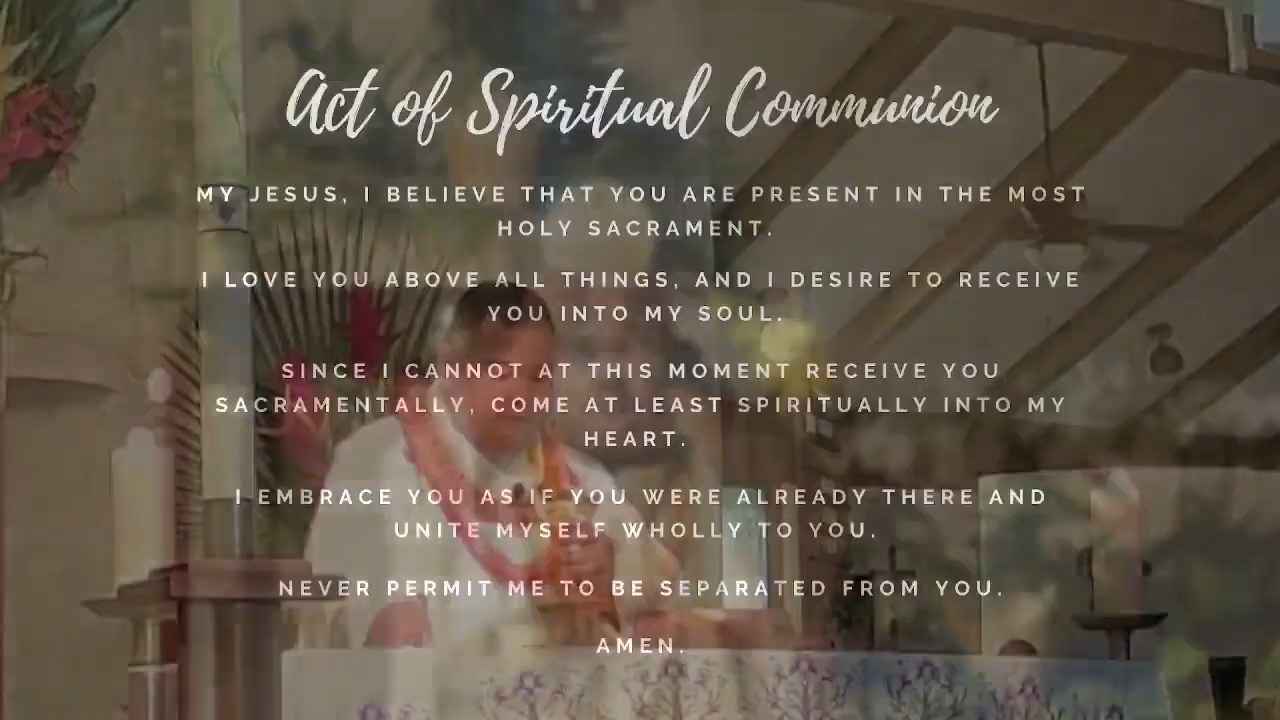 Act of Spiritual Communion
MY JESUS, I BELIEVE THAT YOU ARE PRESENT IN THE MOST
HOLY SACRAMENT.
I LOVE YOU ABOVE ALL THINGS, AND I DESIRE TO RECEIVE
YOU INTO MY SOUL.
SINCE I CANNOT AT THIS MOMENT RECEIVE YOU
SACRAMENTALLY, COME AT LEAST SPIRITUALLY INTO MY
HEART.
I EMBRACE YOU AS IF YOU WERE ALREADY THERE AND
UNITE MYSELF WHOLLY TO YOU.
NEVER PERMIT ME TO BE SEPARATED FROM YOU.
AMEN.